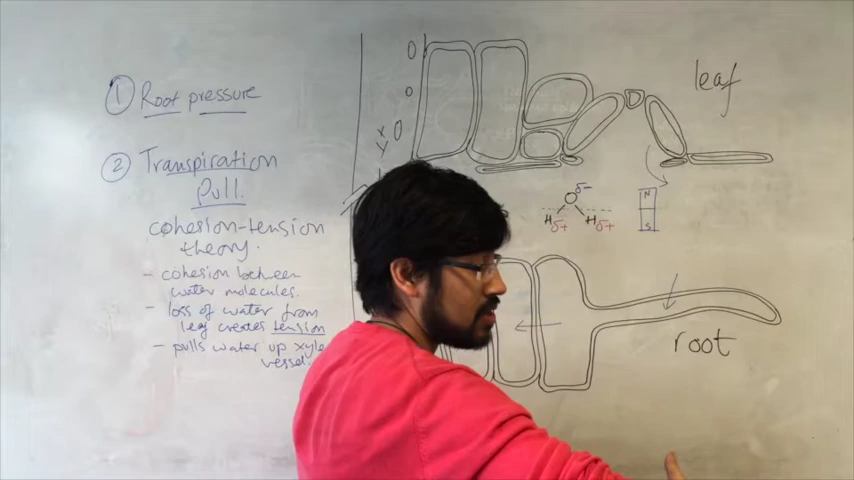 1 Root pressure
2 Transpiration
Pull.
cohesion-tension
theory.
- cohesion between
water molecules.
- loss of water from
leaf creates tension
- pulls water up xyle
vessel.
X
Y
leaf
δ-
O
H H
δ+ δ+
N
S
root